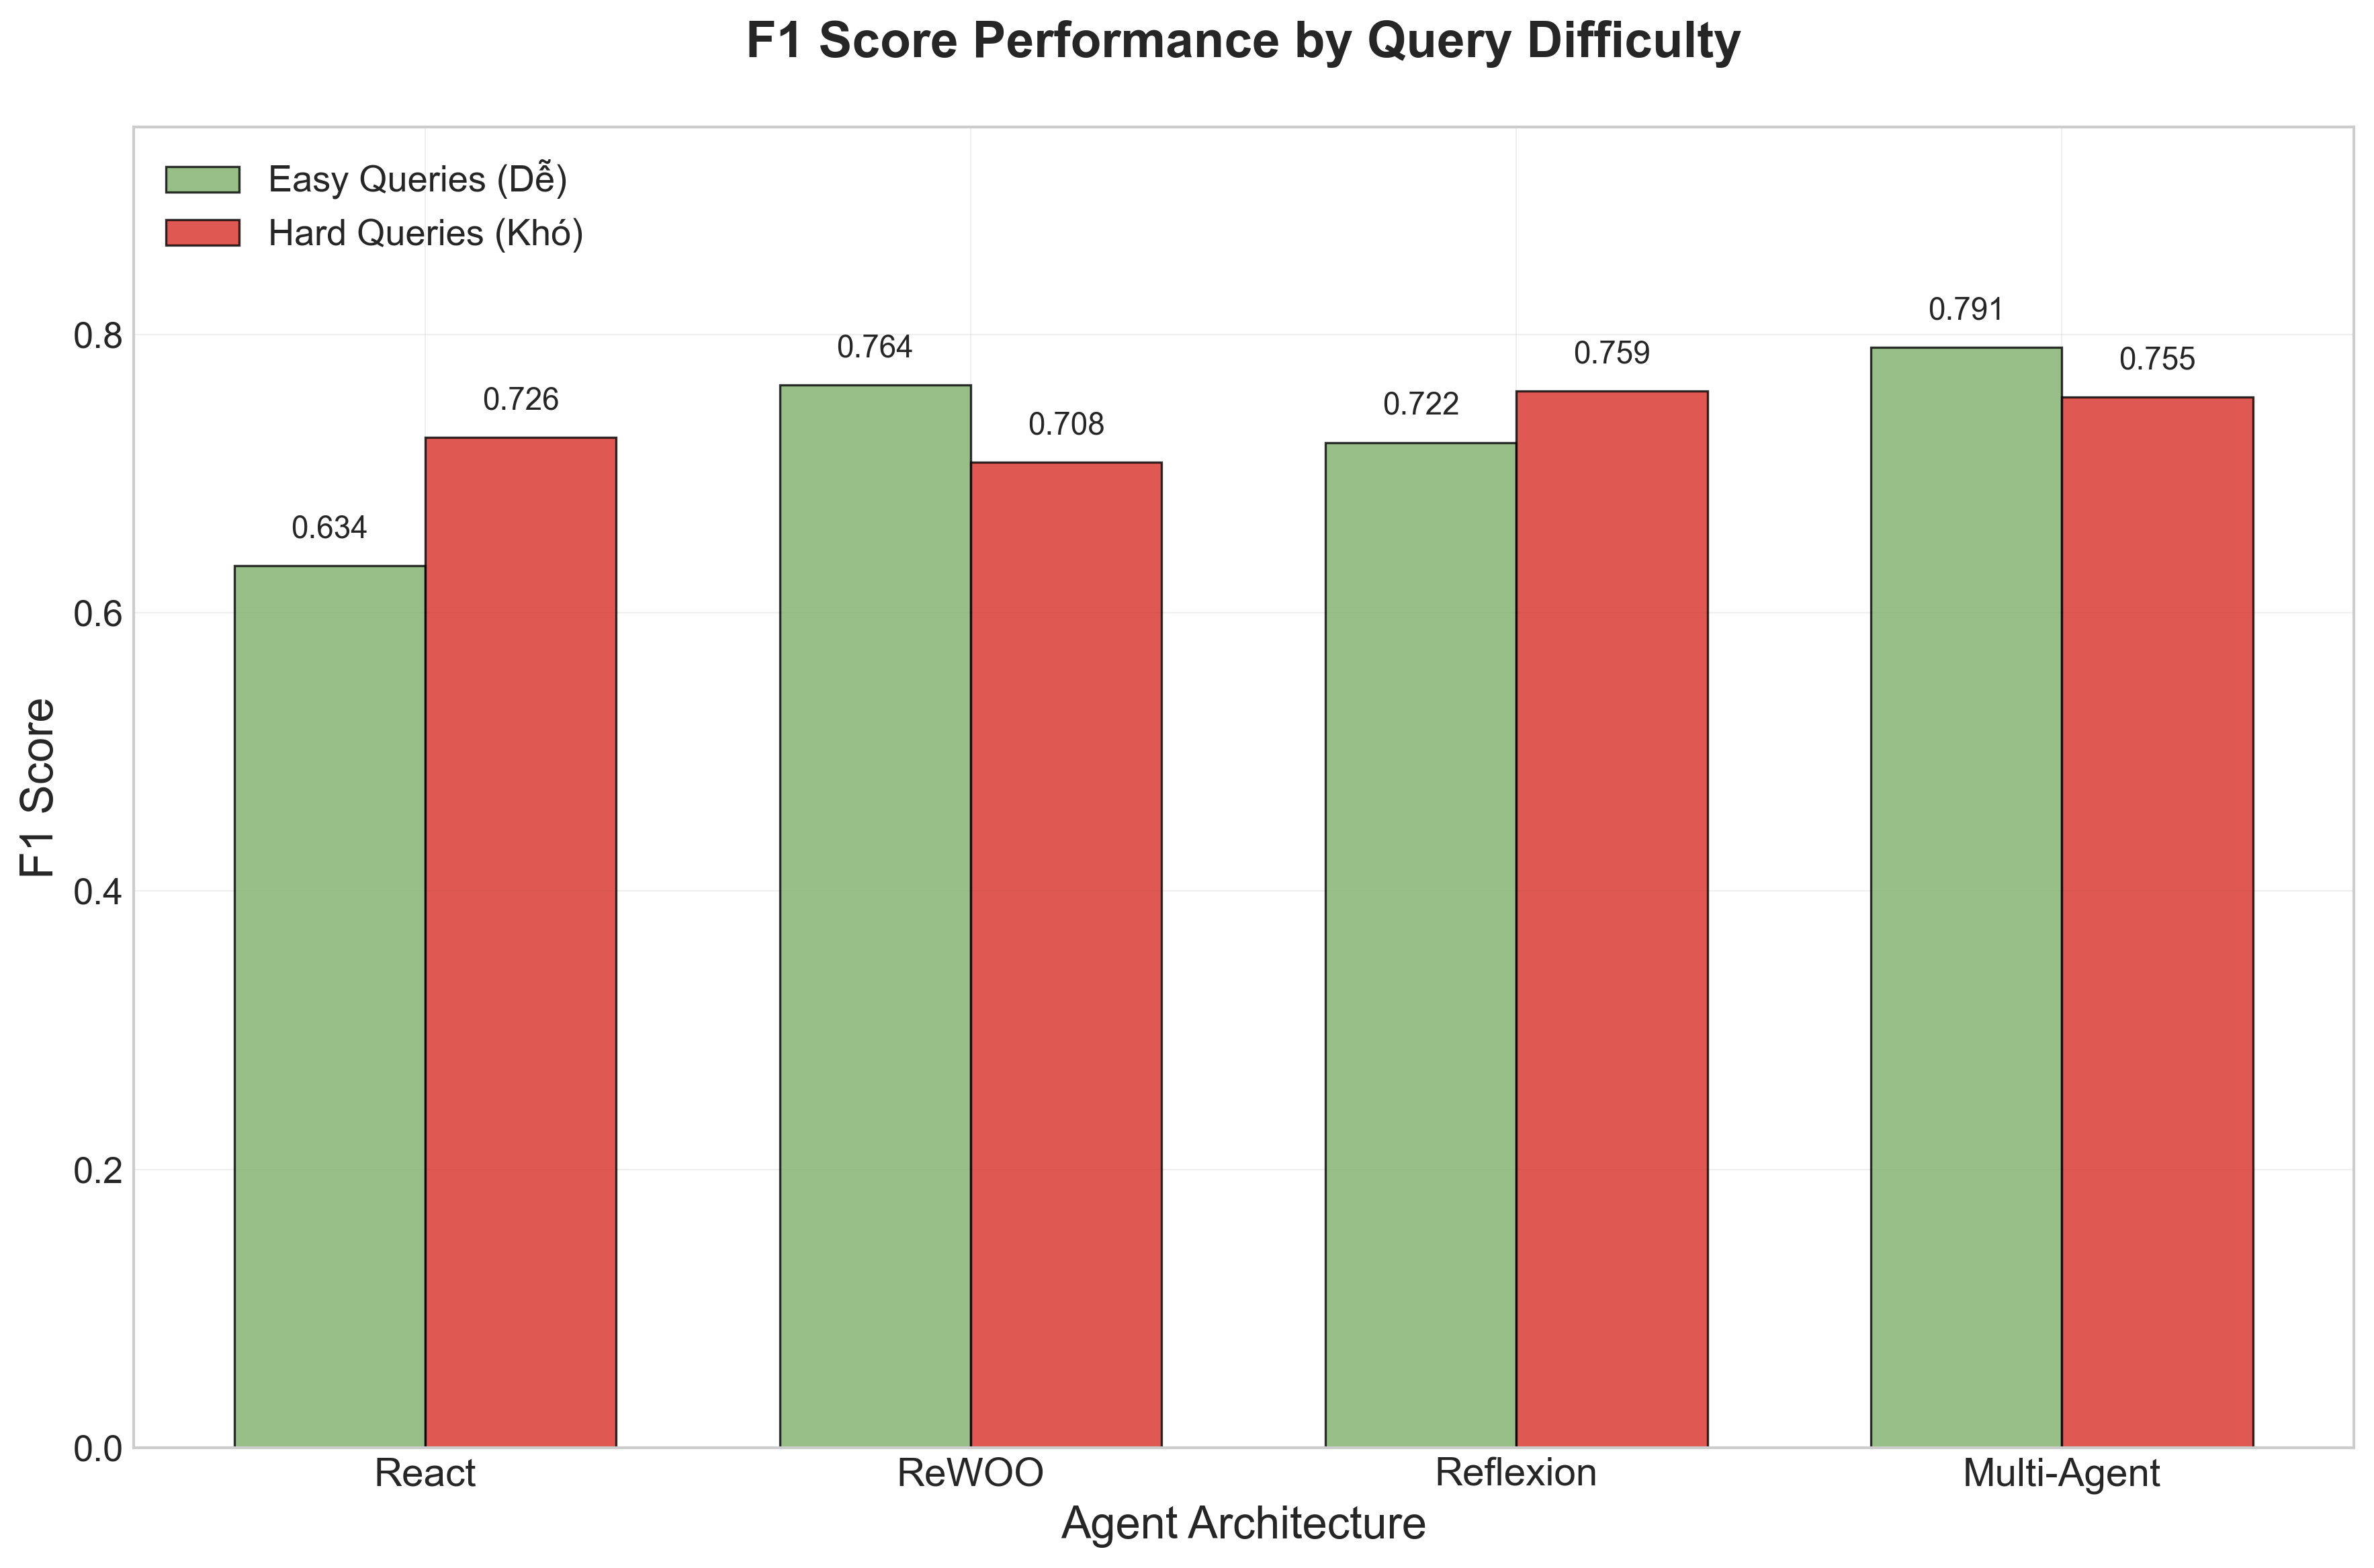 F1 Score Performance by Query Difficulty
Easy Queries (Dễ)
Hard Queries (Khó)
F1 Score
0.8
0.6
0.4
0.2
0.0
0.634
0.726
0.764
0.708
0.722
0.759
0.791
0.755
React
ReWOO
Reflexion
Multi-Agent
Agent Architecture